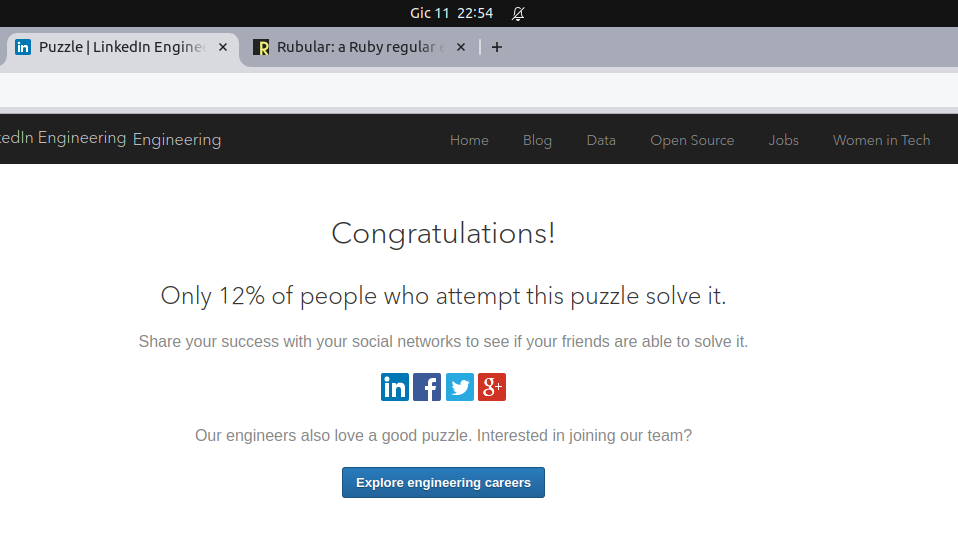 Gic 11 22:54
Puzzle | LinkedIn Enginee
Rubular: a Ruby regular e
edIn Engineering Engineering
Home Blog Data Open Source Jobs Women in Tech
Congratulations!
Only 12% of people who attempt this puzzle solve it.
Share your success with your social networks to see if your friends are able to solve it.
in f g+
Our engineers also love a good puzzle. Interested in joining our team?
Explore engineering careers